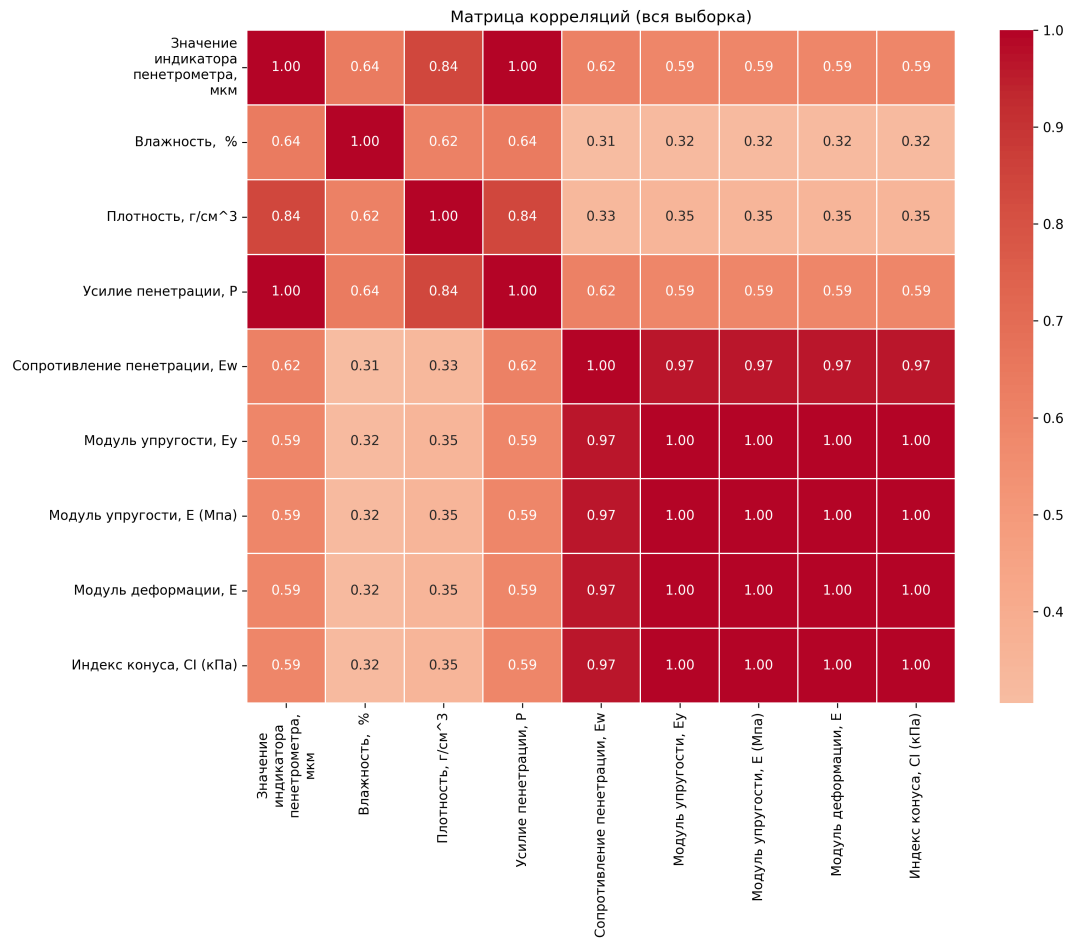 Матрица корреляций (вся выборка)
Значение
индикатора
пенетрометра,
мкм
1.00 0.64 0.84 1.00 0.62 0.59 0.59 0.59 0.59
Влажность,  %
0.64 1.00 0.62 0.64 0.31 0.32 0.32 0.32 0.32
Плотность, г/см^3
0.84 0.62 1.00 0.84 0.33 0.35 0.35 0.35 0.35
Усилие пенетрации, P
1.00 0.64 0.84 1.00 0.62 0.59 0.59 0.59 0.59
Сопротивление пенетрации, Ew
0.62 0.31 0.33 0.62 1.00 0.97 0.97 0.97 0.97
Модуль упругости, Ey
0.59 0.32 0.35 0.59 0.97 1.00 1.00 1.00 1.00
Модуль упругости, E (Мпа)
0.59 0.32 0.35 0.59 0.97 1.00 1.00 1.00 1.00
Модуль деформации, E
0.59 0.32 0.35 0.59 0.97 1.00 1.00 1.00 1.00
Индекс конуса, CI (кПа)
0.59 0.32 0.35 0.59 0.97 1.00 1.00 1.00 1.00
Значение
индикатора
пенетрометра,
мкм
Влажность,  %
Плотность, г/см^3
Усилие пенетрации, P
Сопротивление пенетрации, Ew
Модуль упругости, Ey
Модуль упругости, E (Мпа)
Модуль деформации, E
Индекс конуса, CI (кПа)
1.0
0.9
0.8
0.7
0.6
0.5
0.4